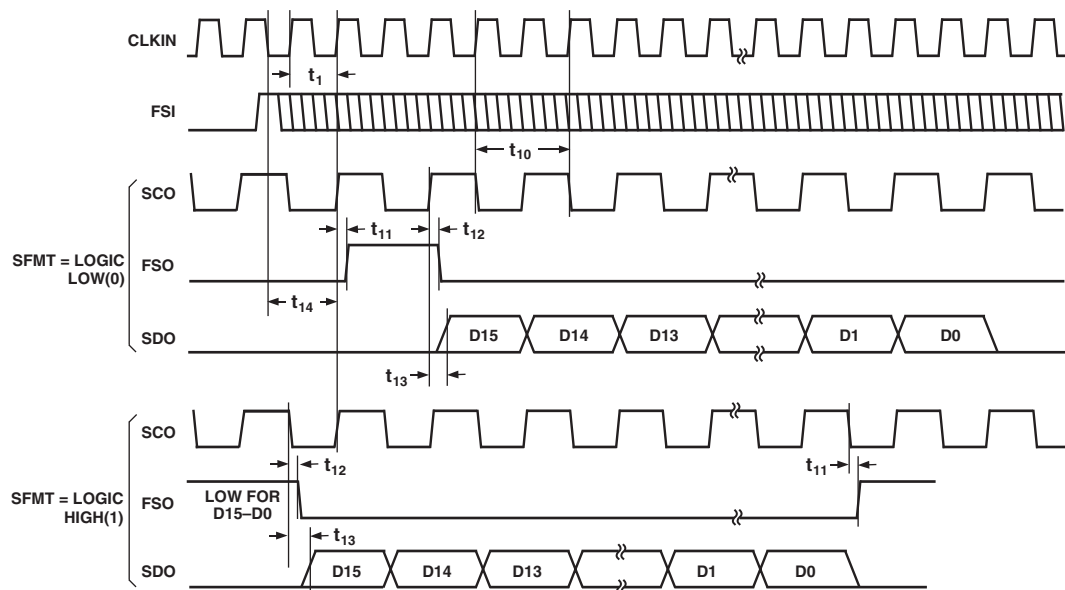 CLKIN
t1
FSI
t10
SCO
t11
t12
SFMT = LOGIC
LOW(0)
FSO
t14
SDO
D15
D14
D13
D1
D0
t13
SCO
t12
t11
SFMT = LOGIC
HIGH(1)
FSO
LOW FOR
D15–D0
t13
SDO
D15
D14
D13
D1
D0